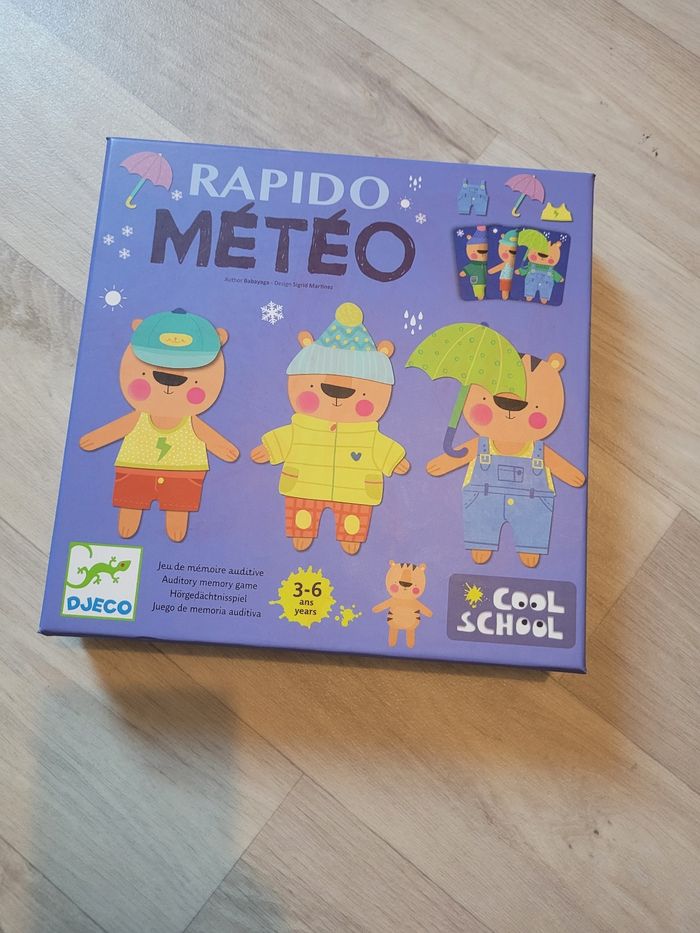 RAPIDO
MÉTÉO
Author Babayaga - Design Sigrid Martinez
Jeu de mémoire auditive
Auditory memory game
Hörgedächtnisspiel
Juego de memoria auditiva
3-6
ans
years
DJECO
COOL
SCHOOL